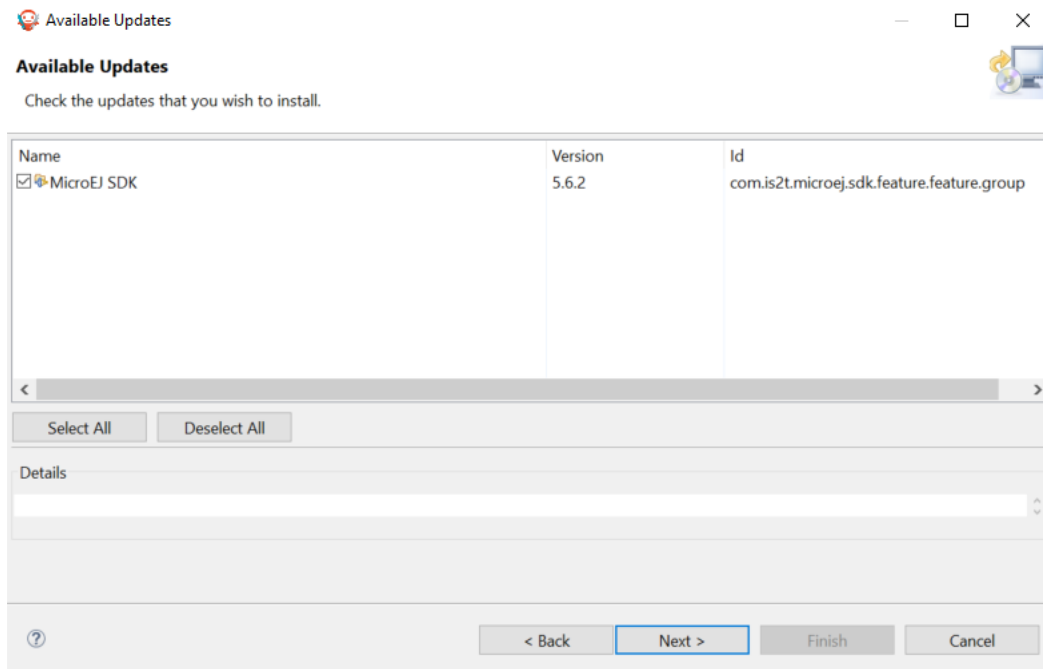 Available Updates
Available Updates
Check the updates that you wish to install.
Name Version Id
MicroEJ SDK 5.6.2 com.is2t.microej.sdk.feature.feature.group
Select All Deselect All
Details
? < Back Next > Finish Cancel